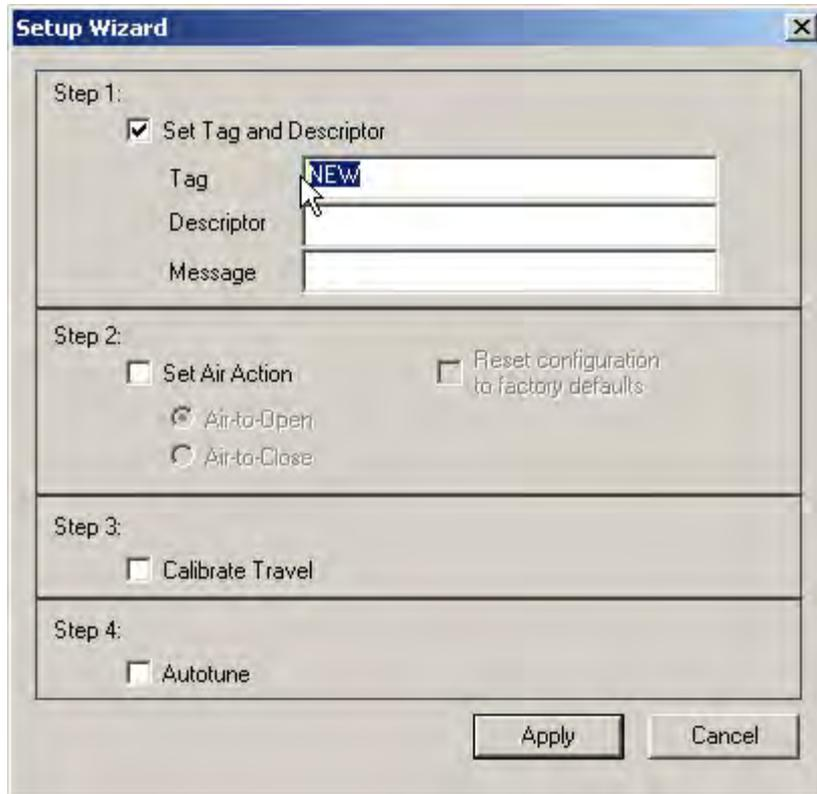 Setup Wizard
Step 1:
Set Tag and Descriptor
Tag NEW
Descriptor
Message
Step 2:
Set Air Action
Reset configuration
to factory defaults
Air-to-Open
Air-to-Close
Step 3:
Calibrate Travel
Step 4:
Autotune
Apply Cancel